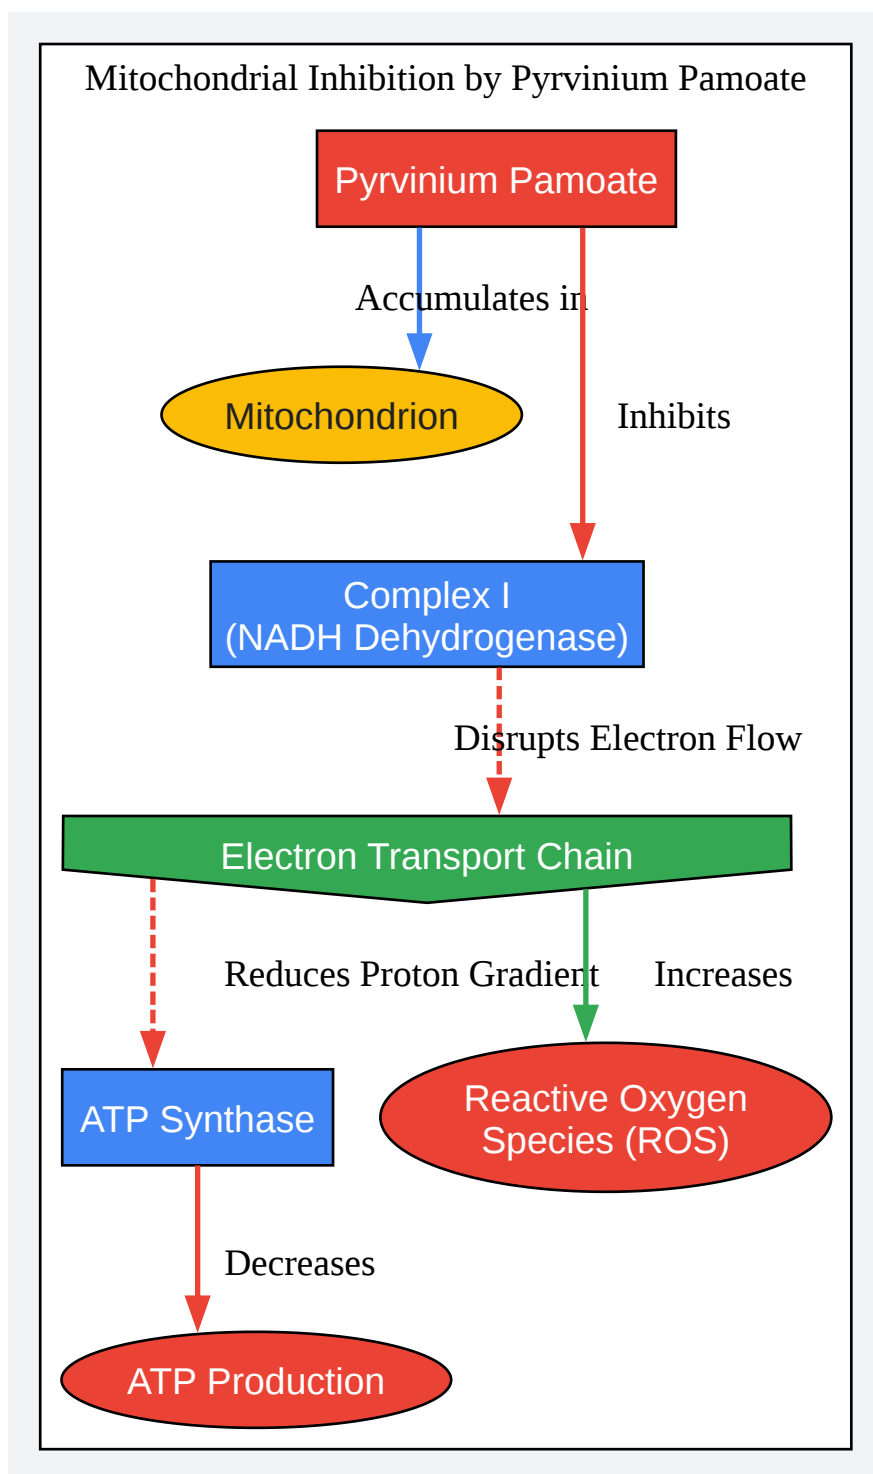 Mitochondrial Inhibition by Pyrvinium Pamoate
Pyrvinium Pamoate
Accumulates in
Mitochondrion
Inhibits
Complex I
(NADH Dehydrogenase)
Disrupts Electron Flow
Electron Transport Chain
Reduces Proton Gradient
Increases
ATP Synthase
Reactive Oxygen
Species (ROS)
Decreases
ATP Production